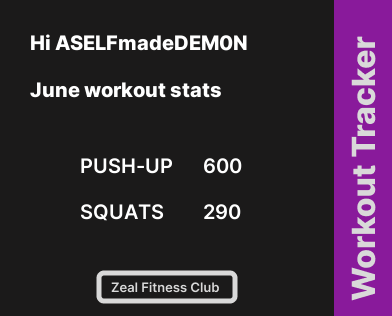 Hi ASELFmadeDEM0N
June workout stats
PUSH-UP 600
SQUATS 290
Zeal Fitness Club
Workout Tracker